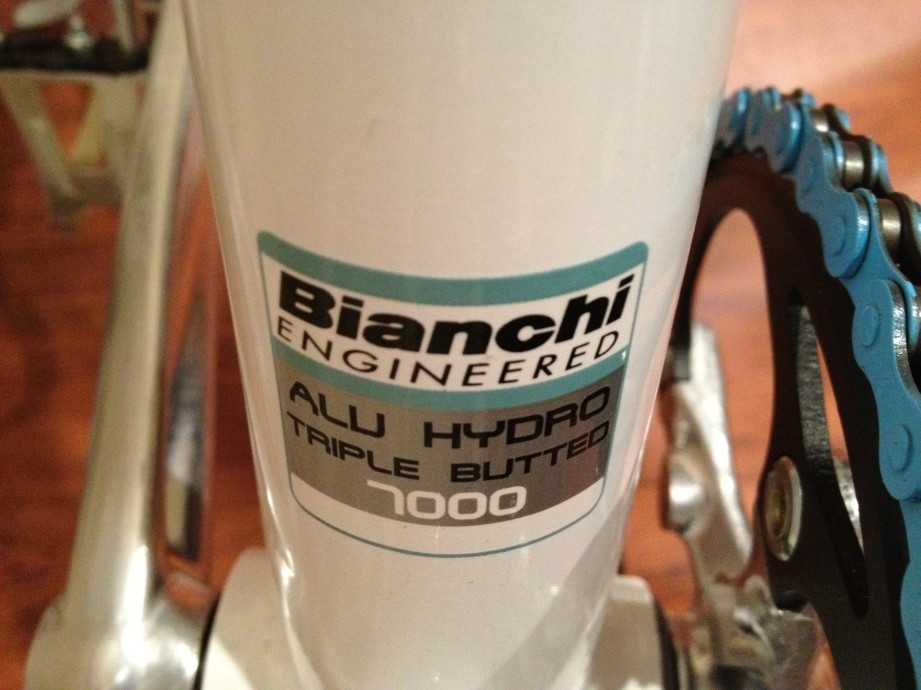 Bianchi
ENGINEERED
ALU HYDRO
TRIPLE BUTTED
7000